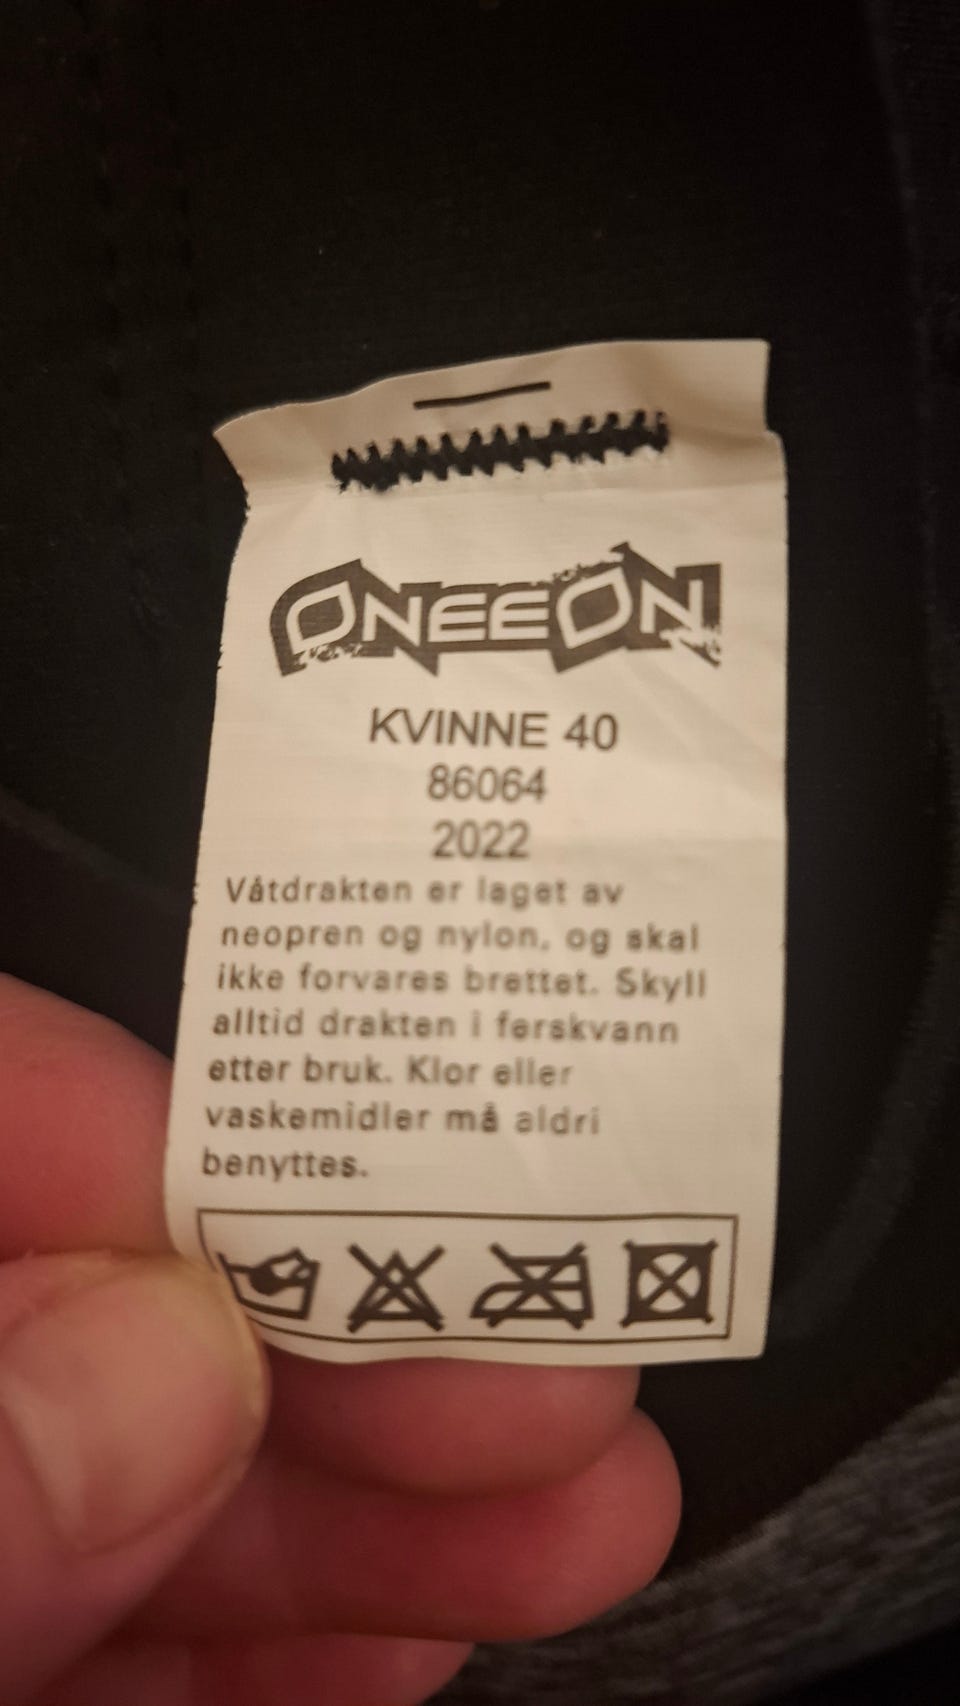 ONEEON
KVINNE 40
86064
2022
Våtdrakten er laget av
neopren og nylon, og skal
ikke forvares brettet. Skyll
alltid drakten i ferskvann
etter bruk. Klor eller
vaskemidler må aldri
benyttes.